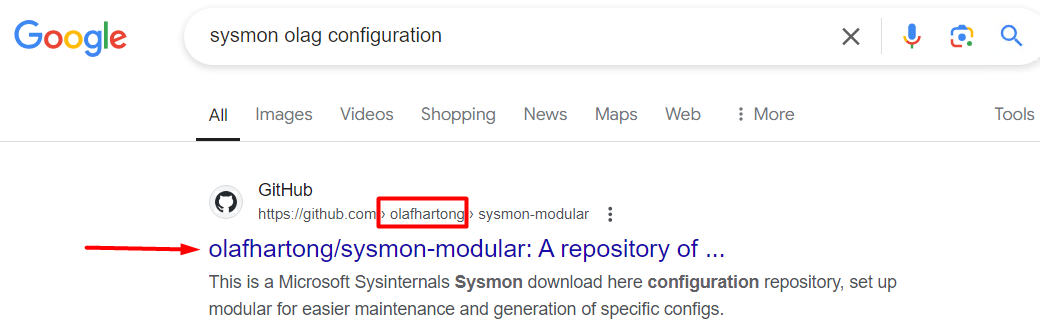 Google
sysmon olag configuration
All Images Videos Shopping News Maps Web More Tools
GitHub
https://github.com › olafhartong › sysmon-modular
olafhartong/sysmon-modular: A repository of ...
This is a Microsoft Sysinternals Sysmon download here configuration repository, set up
modular for easier maintenance and generation of specific configs.